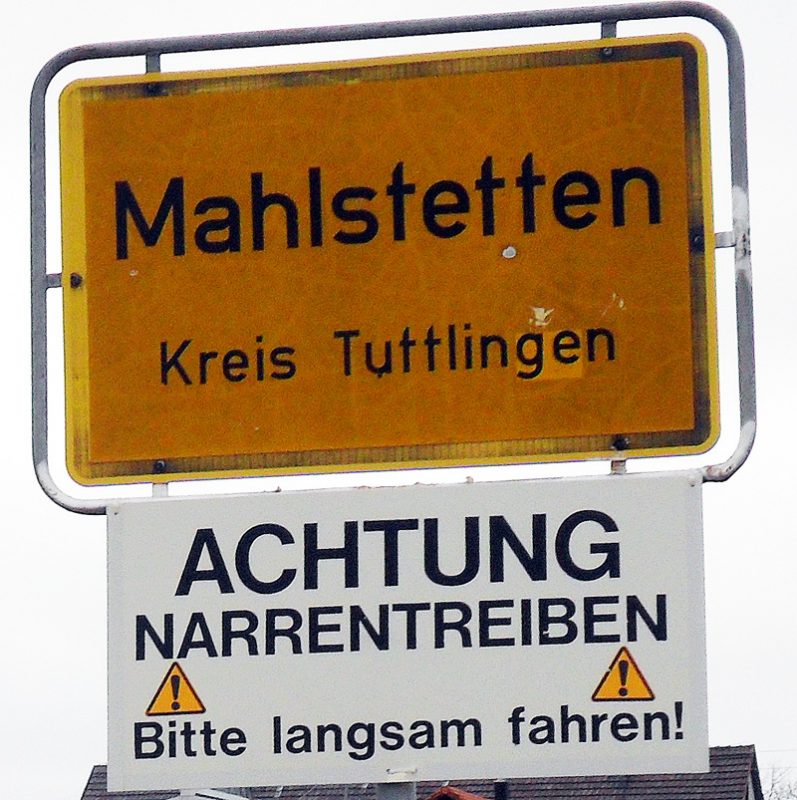 Mahlstetten
Kreis Tuttlingen
ACHTUNG
NARRENTREIBEN
Bitte langsam fahren!